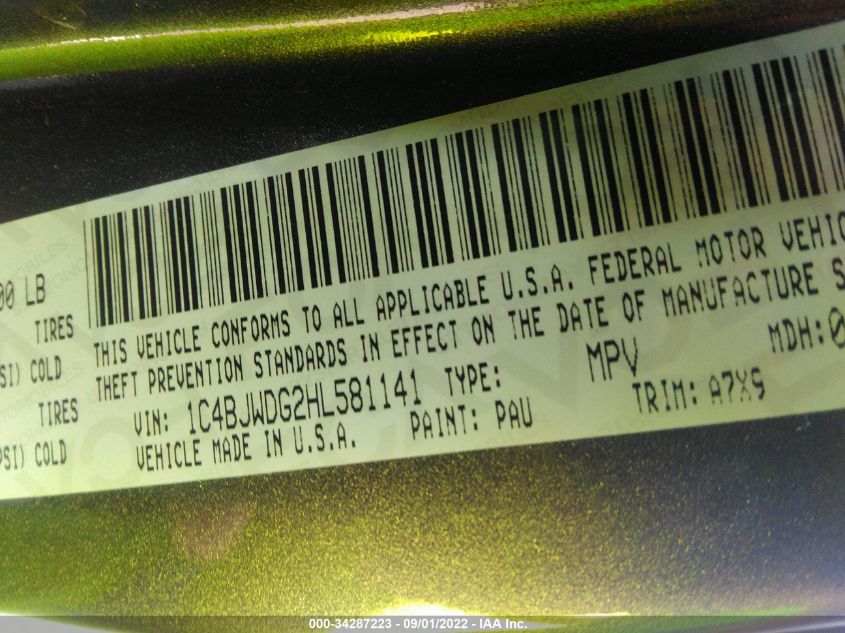 00 LB
TIRES
SI) COLD
TIRES
PSI) COLD
THIS VEHICLE CONFORMS TO ALL APPLICABLE U.S.A. FEDERAL MOTOR VEHIC
THEFT PREVENTION STANDARDS IN EFFECT ON THE DATE OF MANUFACTURE S
VIN: 1C4BJWDG2HL581141 TYPE: MPV MDH:0
VEHICLE MADE IN U.S.A. PAINT: PAU TRIM: A7X9
000-34287223 - 09/01/2022 - IAA Inc.